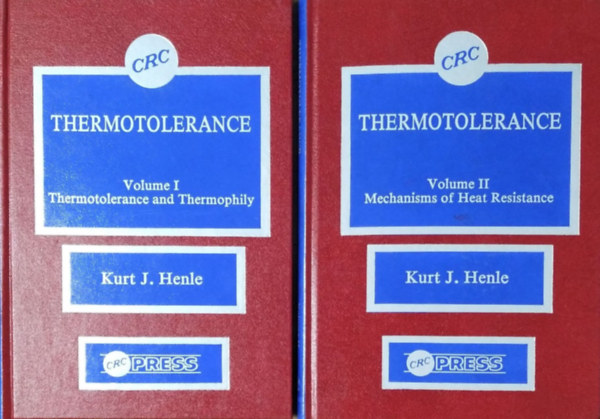 CRC
THERMOTOLERANCE
Volume I
Thermotolerance and Thermophily
Kurt J. Henle
CRC PRESS
CRC
THERMOTOLERANCE
Volume II
Mechanisms of Heat Resistance
Kurt J. Henle
CRC PRESS